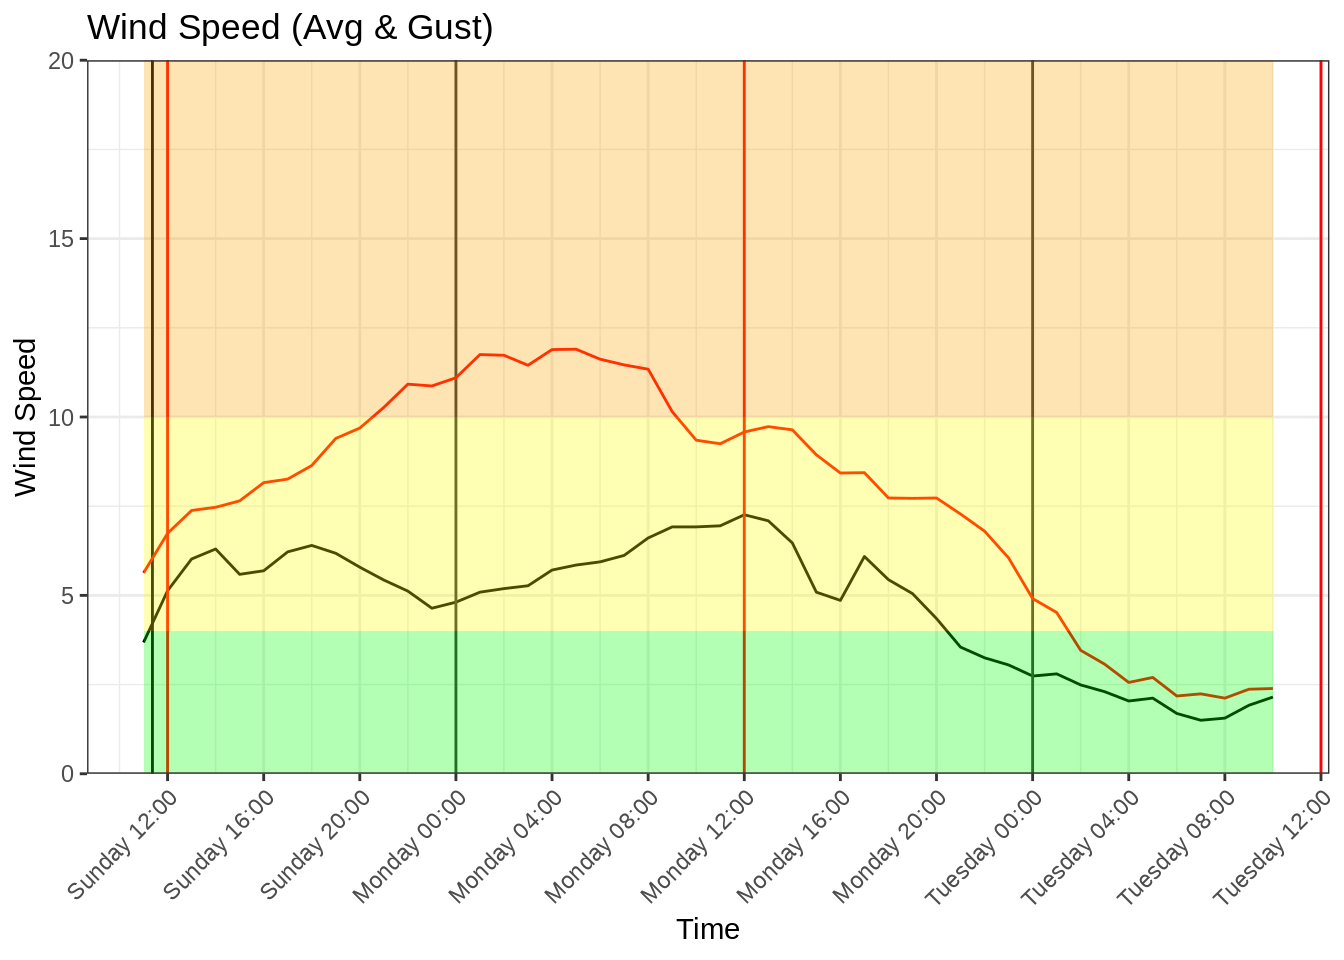 Wind Speed (Avg & Gust)
20
15
10
5
0
Wind Speed
Sunday 12:00
Sunday 16:00
Sunday 20:00
Monday 00:00
Monday 04:00
Monday 08:00
Monday 12:00
Monday 16:00
Monday 20:00
Tuesday 00:00
Tuesday 04:00
Tuesday 08:00
Tuesday 12:00
Time